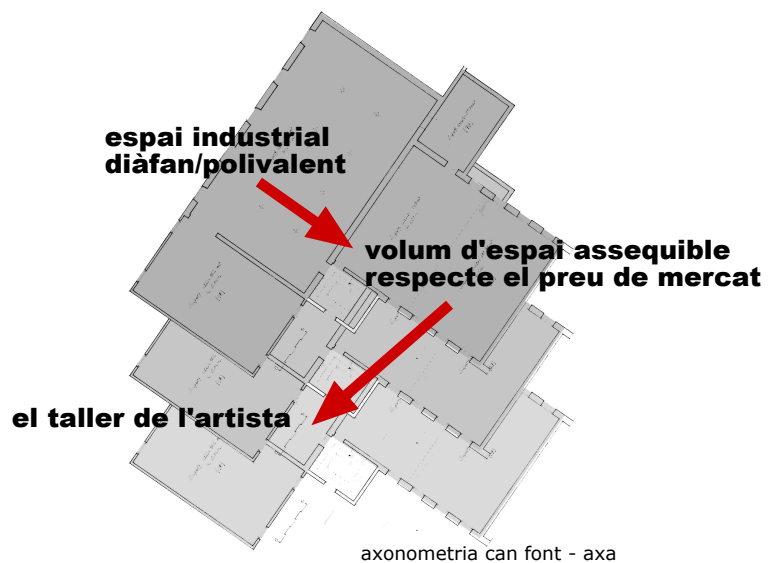 espai industrial
diàfan/polivalent
volum d'espai assequible
respecte el preu de mercat
el taller de l'artista
axonometria can font - axa